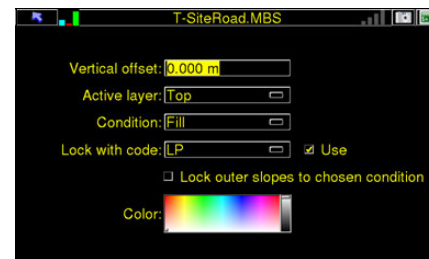 T-SiteRoad.MBS
Vertical offset: 0.000 m
Active layer: Top
Condition: Fill
Lock with code: LP Use
Lock outer slopes to chosen condition
Color: